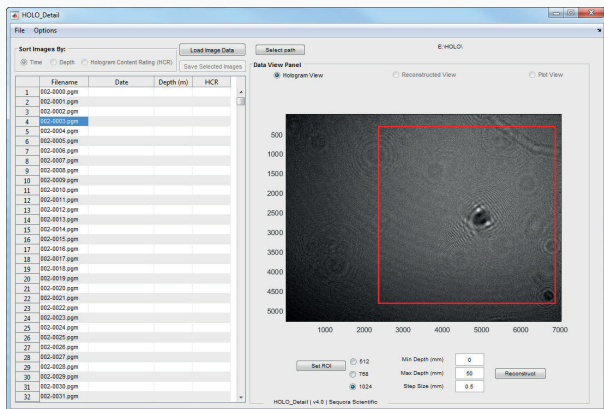 HOLO_Detail
File Options
Sort Images By:
Time Depth Hologram Content Rating (HCR)
Load Image Data
Save Selected Images
Select path
E:\HOLO\
Data View Panel
Hologram View Reconstructed View Plot View
Filename Date Depth (m) HCR
1 002-0000.pgm
2 002-0001.pgm
3 002-0002.pgm
4 002-0003.pgm
5 002-0004.pgm
6 002-0005.pgm
7 002-0006.pgm
8 002-0007.pgm
9 002-0008.pgm
10 002-0009.pgm
11 002-0010.pgm
12 002-0011.pgm
13 002-0012.pgm
14 002-0013.pgm
15 002-0014.pgm
16 002-0015.pgm
17 002-0016.pgm
18 002-0017.pgm
19 002-0018.pgm
20 002-0019.pgm
21 002-0020.pgm
22 002-0021.pgm
23 002-0022.pgm
24 002-0023.pgm
25 002-0024.pgm
26 002-0025.pgm
27 002-0026.pgm
28 002-0027.pgm
29 002-0028.pgm
30 002-0029.pgm
31 002-0030.pgm
32 002-0031.pgm
500
1000
1500
2000
2500
3000
3500
4000
4500
5000
1000 2000 3000 4000 5000 6000 7000
Set ROI
512
768
1024
Min Depth (mm) 0
Max Depth (mm) 50
Step Size (mm) 0.5
Reconstruct
HOLO_Detail | v4.0 | Sequoia Scientific